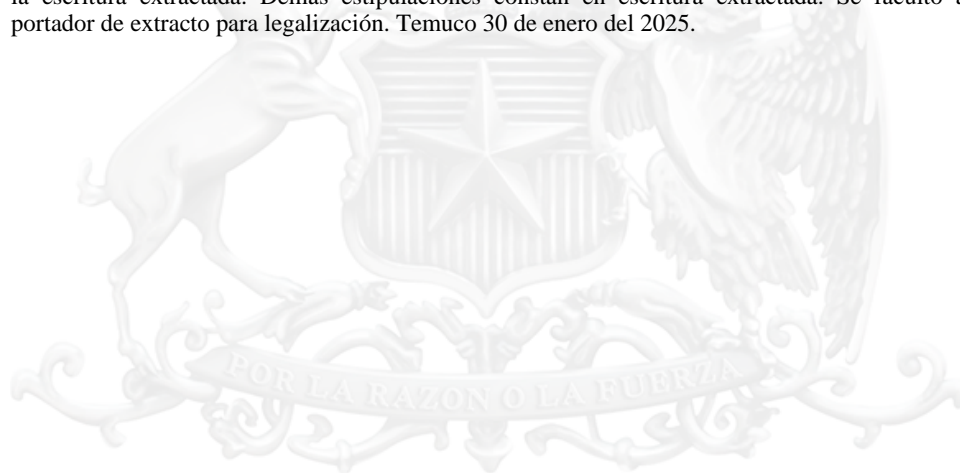 la escritura extractada. Demás estipulaciones constan en escritura extractada. Se facultó a
portador de extracto para legalización. Temuco 30 de enero del 2025.
POR LA RAZON O LA FUERZA